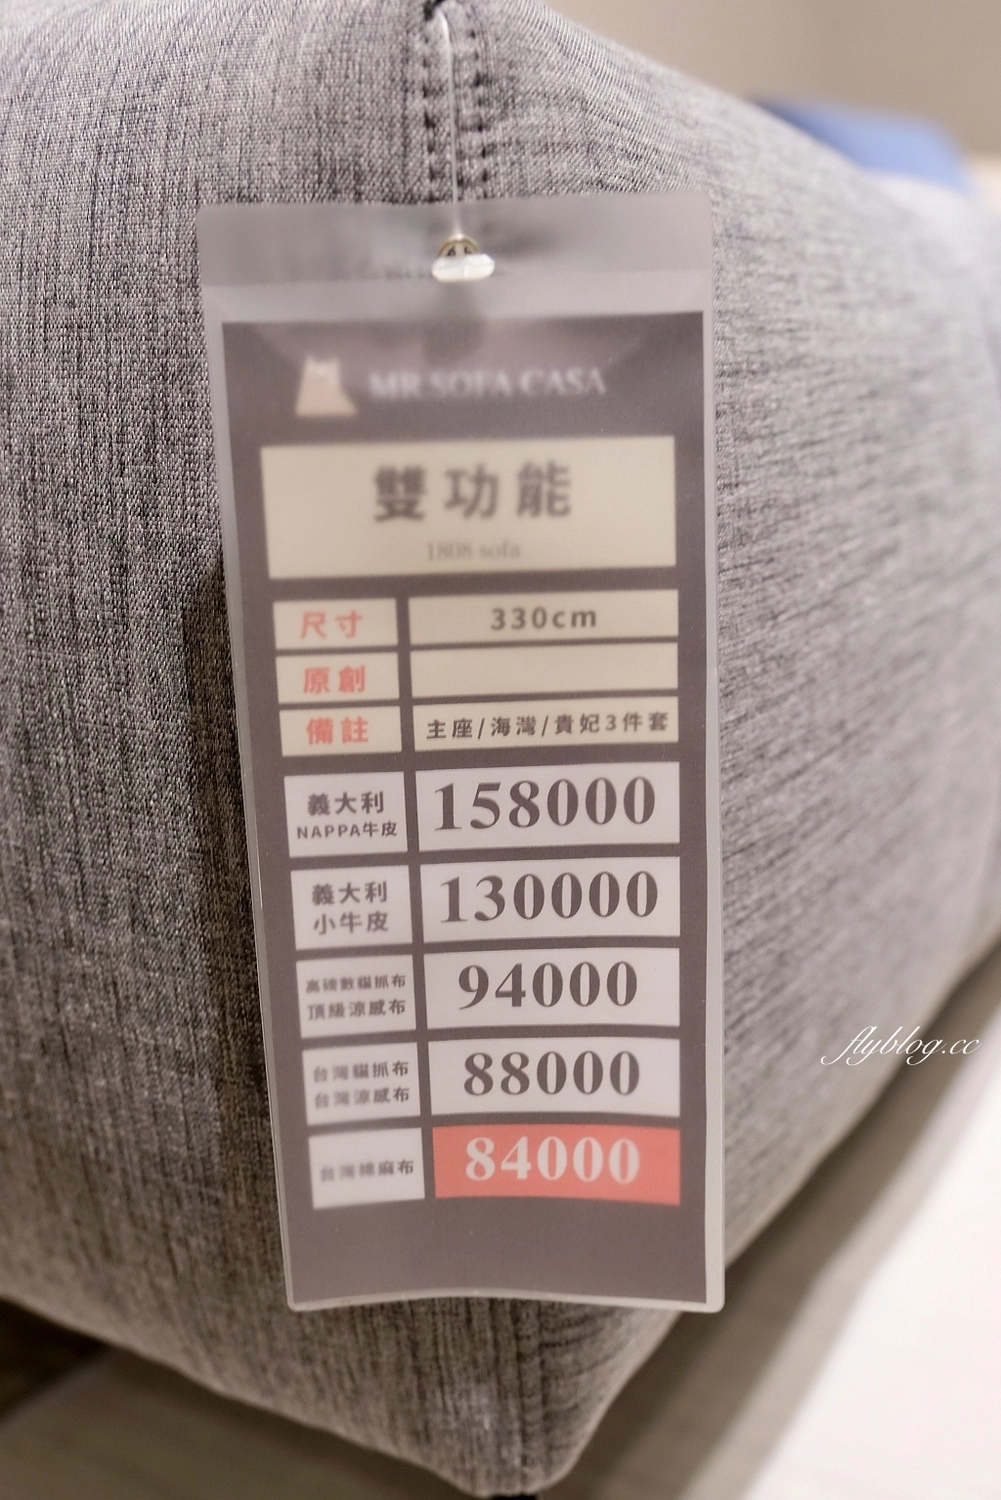 MR.SOFA CASA
雙功能
1808 sofa
尺寸 330cm
原創
備註 主座/海灣/貴妃3件套
義大利
NAPPA牛皮 158000
義大利
小牛皮 130000
高磅數貓抓布
頂級涼感布 94000
台灣貓抓布
台灣涼感布 88000
台灣棉麻布 84000
flyblog.cc